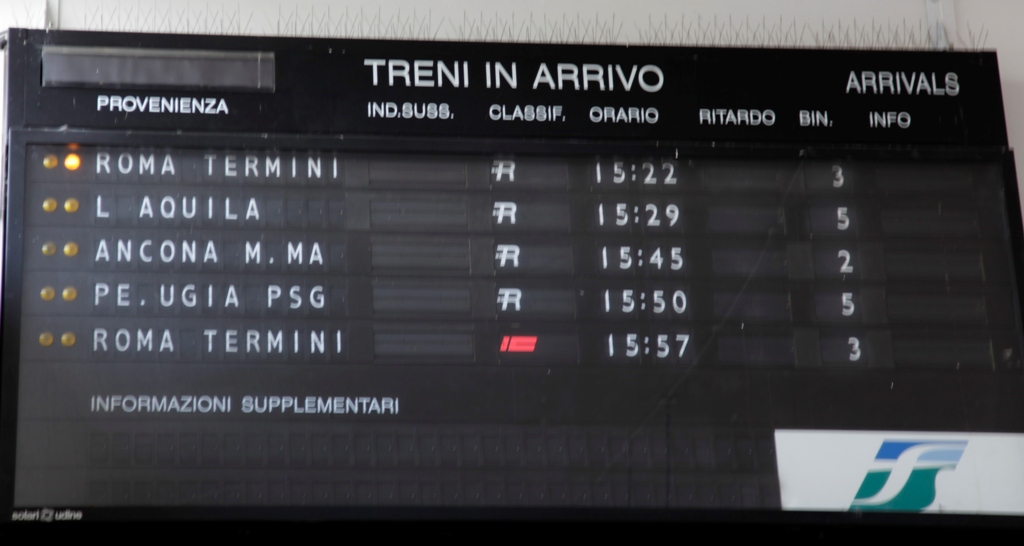 TRENI IN ARRIVO ARRIVALS
PROVENIENZA IND.SUSS. CLASSIF. ORARIO RITARDO BIN. INFO
ROMA TERMINI R 15:22 3
L AQUILA R 15:29 5
ANCONA M.MA R 15:45 2
PE.UGIA PSG R 15:50 5
ROMA TERMINI IC 15:57 3
INFORMAZIONI SUPPLEMENTARI
FS
solari udine